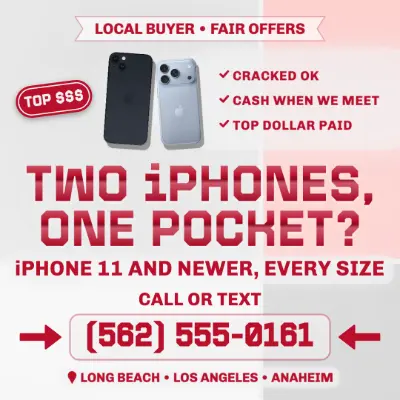 LOCAL BUYER • FAIR OFFERS
TOP $$$
CRACKED OK
CASH WHEN WE MEET
TOP DOLLAR PAID
TWO iPHONES,
ONE POCKET?
iPHONE 11 AND NEWER, EVERY SIZE
CALL OR TEXT
(562) 555-0161
LONG BEACH • LOS ANGELES • ANAHEIM